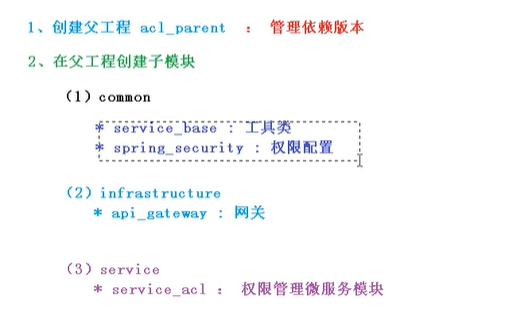 1、创建父工程 acl_parent ： 管理依赖版本
2、在父工程创建子模块
（1）common
* service_base : 工具类
* spring_security : 权限配置
（2）infrastructure
* api_gateway : 网关
（3）service
* service_acl ： 权限管理微服务模块